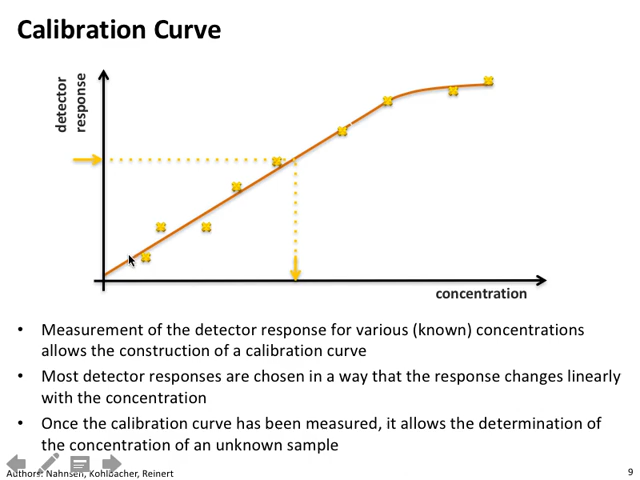 Calibration Curve
detector
response
concentration
• Measurement of the detector response for various (known) concentrations
allows the construction of a calibration curve
• Most detector responses are chosen in a way that the response changes linearly
with the concentration
• Once the calibration curve has been measured, it allows the determination of
the concentration of an unknown sample
Authors: Nahnsen, Kohlbacher, Reinert
9